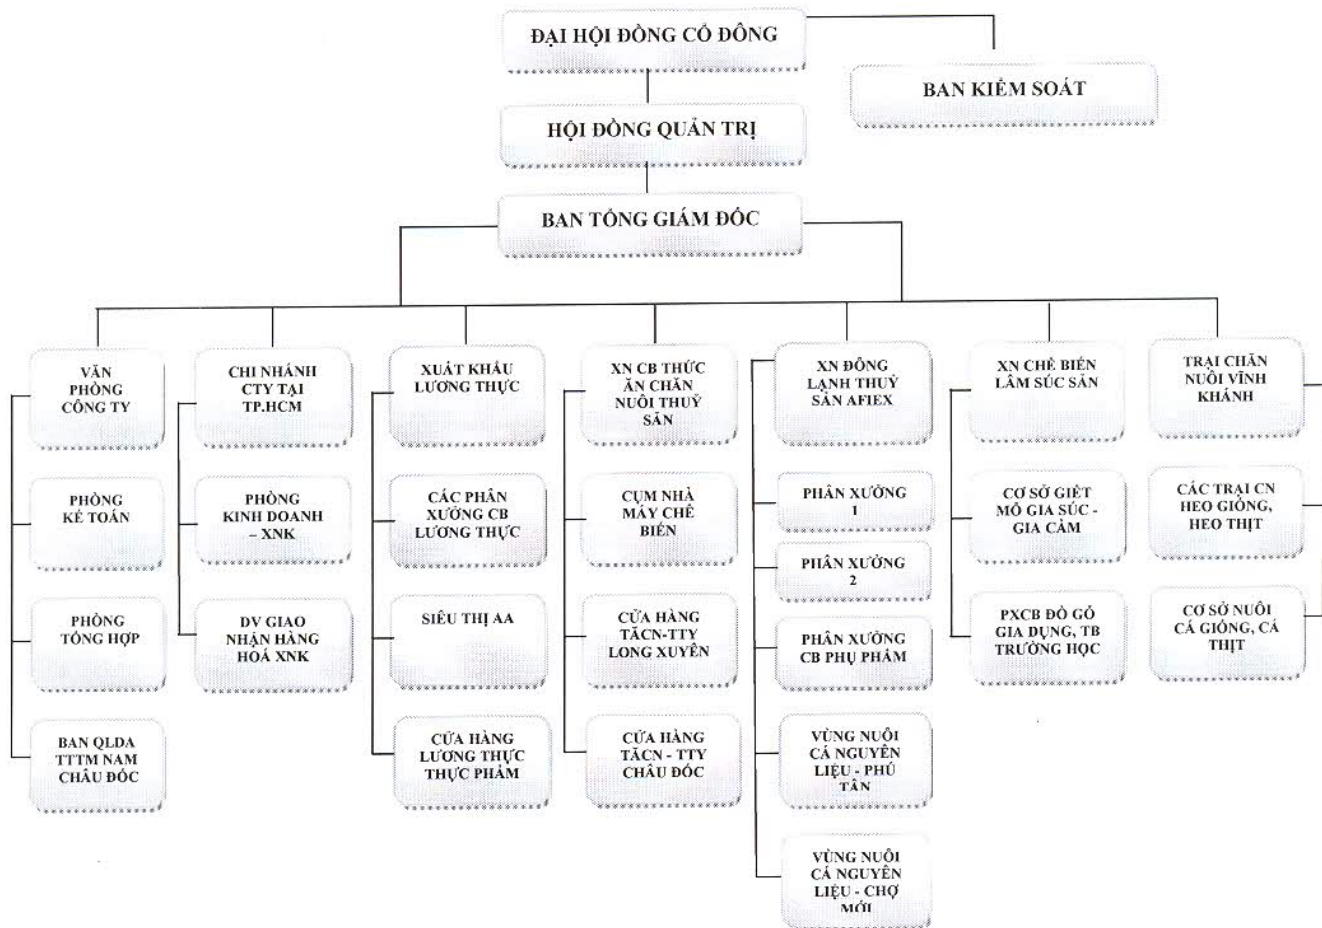 ĐẠI HỘI ĐỒNG CỔ ĐÔNG
BAN KIỂM SOÁT
HỘI ĐỒNG QUẢN TRỊ
BAN TỔNG GIÁM ĐỐC
VĂN
PHÒNG
CÔNG TY
PHÒNG
KẾ TOÁN
PHÒNG
TỔNG HỢP
BAN QLDA
TTTM NAM
CHÂU ĐỐC
CHI NHÁNH
CTY TẠI
TP.HCM
PHÒNG
KINH DOANH
– XNK
DV GIAO
NHẬN HÀNG
HOÁ XNK
XUẤT KHẨU
LƯƠNG THỰC
CÁC PHÂN
XƯỞNG CB
LƯƠNG THỰC
SIÊU THỊ AA
CỬA HÀNG
LƯƠNG THỰC
THỰC PHẨM
XN CB THỨC
ĂN CHĂN
NUÔI THUỶ
SẢN
CỤM NHÀ
MÁY CHẾ
BIẾN
CỬA HÀNG
TĂCN-TTY
LONG XUYÊN
CỬA HÀNG
TĂCN - TTY
CHÂU ĐỐC
XN ĐÔNG
LẠNH THUỶ
SẢN AFIEX
PHÂN XƯỞNG
1
PHÂN XƯỞNG
2
PHÂN XƯỞNG
CB PHỤ PHẨM
VÙNG NUÔI
CÁ NGUYÊN
LIỆU - PHÚ
TÂN
VÙNG NUÔI
CÁ NGUYÊN
LIỆU - CHỢ
MỚI
XN CHẾ BIẾN
LÂM SÚC SẢN
CƠ SỞ GIẾT
MỔ GIA SÚC -
GIA CẦM
PXCB ĐỒ GỖ
GIA DỤNG, TB
TRƯỜNG HỌC
TRẠI CHĂN
NUÔI VĨNH
KHÁNH
CÁC TRẠI CN
HEO GIỐNG,
HEO THỊT
CƠ SỞ NUÔI
CÁ GIỐNG, CÁ
THỊT